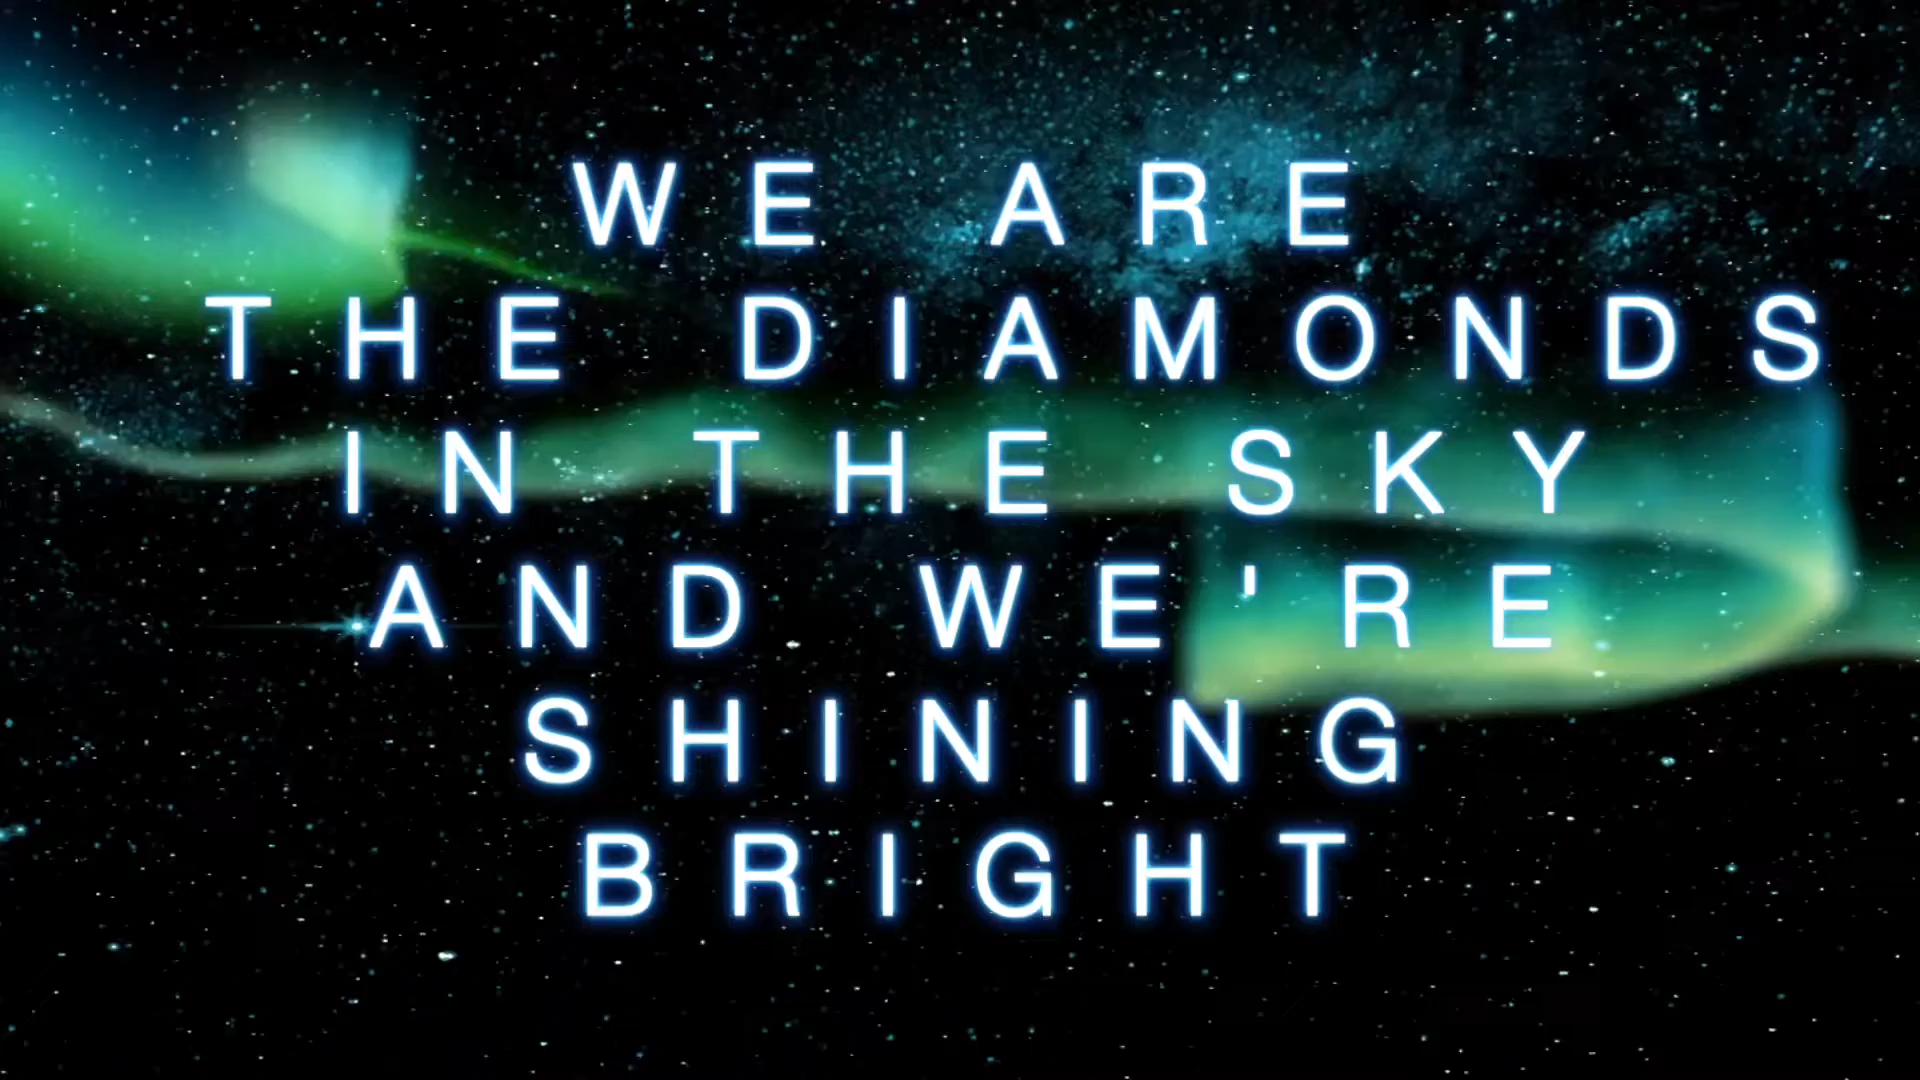 WE ARE
THE DIAMONDS
IN THE SKY
AND WE'RE
SHINING
BRIGHT